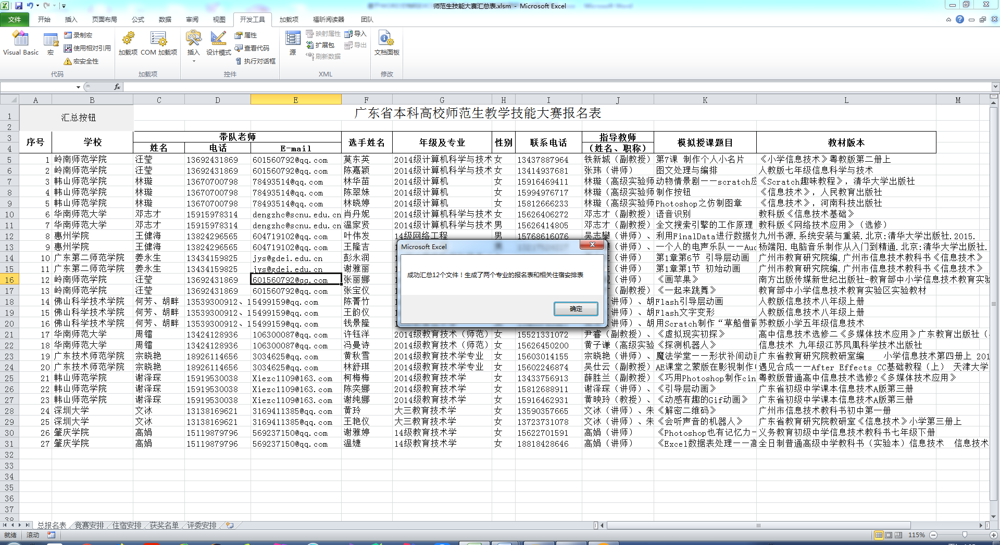 师范生技能大赛汇总表.xlsm - Microsoft Excel
文件 开始 插入 页面布局 公式 数据 审阅 视图 开发工具 加载项 福昕阅读器 团队
Visual Basic 宏 录制宏 使用相对引用 宏安全性 加载项 COM 加载项 插入 设计模式 属性 查看代码 执行对话框 源 映射属性 扩展包 刷新数据 导入 导出 文档面板
代码 加载项 控件 XML 修改
fx
A B C D E F G H I J K L M
1 汇总按钮 广东省本科高校师范生教学技能大赛报名表
2
3 序号 学校 带队老师 选手姓名 年级及专业 性别 联系电话 指导教师 模拟授课题目 教材版本
4 姓名 电话 E-mail （姓名、职称）
5 1 岭南师范学院 汪莹 13692431869 601560792@qq.com 莫东英 2014级计算机科学与技术 女 13437887964 铁新城（副教授） 第7课 制作个人小名片 《小学信息技术》粤教版第二册上
6 2 岭南师范学院 汪莹 13692431869 601560792@qq.com 陈嘉颖 2014级计算机科学与技术 女 13414937681 张玮（讲师） 图文处理与编排 人教版七年级信息科学与技术
7 3 韩山师范学院 林璇 13670700798 78493514@qq.com 林华苗 2014级计算机 女 15916469411 林璇（高级实验师 动物情景剧——scratch应 《Scratch趣味教程》，清华大学出版社
8 4 韩山师范学院 林璇 13670700798 78493514@qq.com 陈翠妹 2014级计算机 女 15994976717 林璇（高级实验师 制作按钮 《信息技术》，人民教育出版社
9 5 韩山师范学院 林璇 13670700798 78493514@qq.com 林晓婷 2014级计算机 女 15812666233 林璇（高级实验师 Photoshop之仿制图章 《信息技术》，河南科技出版社
10 6 华南师范大学 邓志才 15915978314 dengzhc@scnu.edu.cn 肖丹妮 2014级计算机科学与技术 女 15626406272 邓志才（副教授） 语音识别 教科版《信息技术基础》
11 7 华南师范大学 邓志才 15915978314 dengzhc@scnu.edu.cn 温家贤 2014级计算机科学与技术 男 15626414805 邓志才（副教授） 全文搜索引擎的工作原理 教科版《网络技术应用》（选修）
12 8 惠州学院 王健海 13824296565 604719102@qq.com 叶伟发 14级网络工程 男 15768616076 吴志攀（讲师）、 利用FinalData进行数据恢 九州书源.系统安装与重装.北京:清华大学出版社.2015.
13 9 惠州学院 王健海 13824296565 604719102@qq.com 王隆吉 （讲师）、 一个人的电声乐队——Aud 杨端阳.电脑音乐制作从入门到精通.北京:清华大学出版社.
14 10 广东第二师范学院 姜永生 13434159825 jys@gdei.edu.cn 彭永润 （副教授） 第1章第6节 引导层动画 广州市教育研究院编.广州市信息技术教科书《信息技术》
15 11 广东第二师范学院 姜永生 13434159825 jys@gdei.edu.cn 谢雅丽 （副教授） 第1章第1节 初始动画 广州市教育研究院编.广州市信息技术教科书《信息技术》
16 12 岭南师范学院 汪莹 13692431869 601560792@qq.com 张丽娜 （讲师） 《画苹果》 南方出版传媒新世纪出版社-教育部中小学信息技术教育实验
17 13 岭南师范学院 汪莹 13692431869 601560792@qq.com 张宝仪 （副教授） 《一起来跳舞》 教育部中小学信息技术教育实验区实验教材
18 14 佛山科学技术学院 何芳、胡畔 13539300912、1 54499159@qq.com 陈菁竹 （讲师）、胡 Flash引导层动画 人教版信息技术八年级上册
19 15 佛山科学技术学院 何芳、胡畔 13539300912、1 54499159@qq.com 王韵仪 （讲师）、胡 Flash文字变形 人教版信息技术八年级上册
20 16 佛山科学技术学院 何芳、胡畔 13539300912、1 54499159@qq.com 钱景隆 （讲师）、胡 用Scratch制作“草船借箭 苏教版小学五年级信息技术
21 17 华南师范大学 周镭 13424128936 106300087@qq.com 许钰洋 2014级教育技术（师范） 女 15521331072 尹睿（副教授）、 《虚拟现实初探》 高中信息技术选修二《多媒体技术应用》广东教育出版社（
22 18 华南师范大学 周镭 13424128936 106300087@qq.com 冯曼诗 2014级教育技术（师范） 女 15626450200 黄子谦（高级实验 《探测机器人》 信息技术 九年级江苏凤凰科学技术出版社
23 19 广东技术师范学院 宗晓艳 18926114656 3034625@qq.com 黄秋雪 2014级教育技术学专业 女 15603014155 宗晓艳（讲师）、 魔法学堂——形状补间动画 广东省教育研究院教研室编 小学信息技术第四册上 201
24 20 广东技术师范学院 宗晓艳 18926114656 3034625@qq.com 林舒琪 2014级教育技术学专业 女 15602246874 吴仕云（副教授） AE课堂之蒙版在影视制作中 遇见合成——After Effects CC基础教程（上） 天津大学
25 21 韩山师范学院 谢泽琛 15919530038 Xiezc1109@163.com 柯梅梅 2014级教育技术学 女 13433756913 薛胜兰（副教授） 《巧用Photoshop制作cin 粤教版普通高中信息技术选修2《多媒体技术应用》
26 22 韩山师范学院 谢泽琛 15919530038 Xiezc1109@163.com 陈奕娜 2014级教育技术学 女 15812688911 谢泽琛（讲师）、 《引导层动画》 广东省初级中学课本信息技术A版第三册
27 23 韩山师范学院 谢泽琛 15919530038 Xiezc1109@163.com 谢纯娜 2014级教育技术学 女 15916462931 黄映玲（教授）、 《动感有趣的Gif动画》 广东省初级中学课本信息技术A版第三册
28 24 深圳大学 文冰 13138169621 3169411385@qq.com 黄玲 大三教育技术学 女 13590357665 文冰（讲师）、朱 《解密二维码》 广州市信息技术教科书初中第一册
29 25 深圳大学 文冰 13138169621 3169411385@qq.com 王艳仪 大三教育技术学 女 13723731078 文冰（讲师）、朱 《会听声音的机器人》 广东省教育研究院教研室《信息技术》小学第三册上
30 26 肇庆学院 高娟 15119879796 569237150@qq.com 谢雅婷 14级教育技术学 女 15622701591 高娟（讲师） 《Photoshop也有记忆力— 义务教育初级中学信息技术教科书七年级下册
31 27 肇庆学院 高娟 15119879796 569237150@qq.com 温婕 14级教育技术学 女 18818428646 高娟（讲师） 《Excel数据表处理——高 全日制普通高级中学教科书（实验本）信息技术 信息技术
32
33
34
35
36
37
38
Microsoft Excel
成功汇总12个文件！生成了两个专业的报名表和相关住宿安排表
确定
总报名表 竞赛安排 住宿安排 获奖名单 评委安排
就绪 滚动 115%